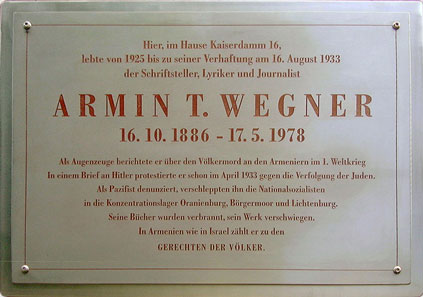 Hier, im Hause Kaiserdamm 16,
lebte von 1925 bis zu seiner Verhaftung am 16. August 1933
der Schriftsteller, Lyriker und Journalist
ARMIN T. WEGNER
16. 10. 1886 - 17. 5. 1978
Als Augenzeuge berichtete er über den Völkermord an den Armeniern im 1. Weltkrieg
In einem Brief an Hitler protestierte er schon im April 1933 gegen die Verfolgung der Juden.
Als Pazifist denunziert, verschleppten ihn die Nationalsozialisten
in die Konzentrationslager Oranienburg, Börgermoor und Lichtenburg.
Seine Bücher wurden verbrannt, sein Werk verschwiegen.
In Armenien wie in Israel zählt er zu den
GERECHTEN DER VÖLKER.